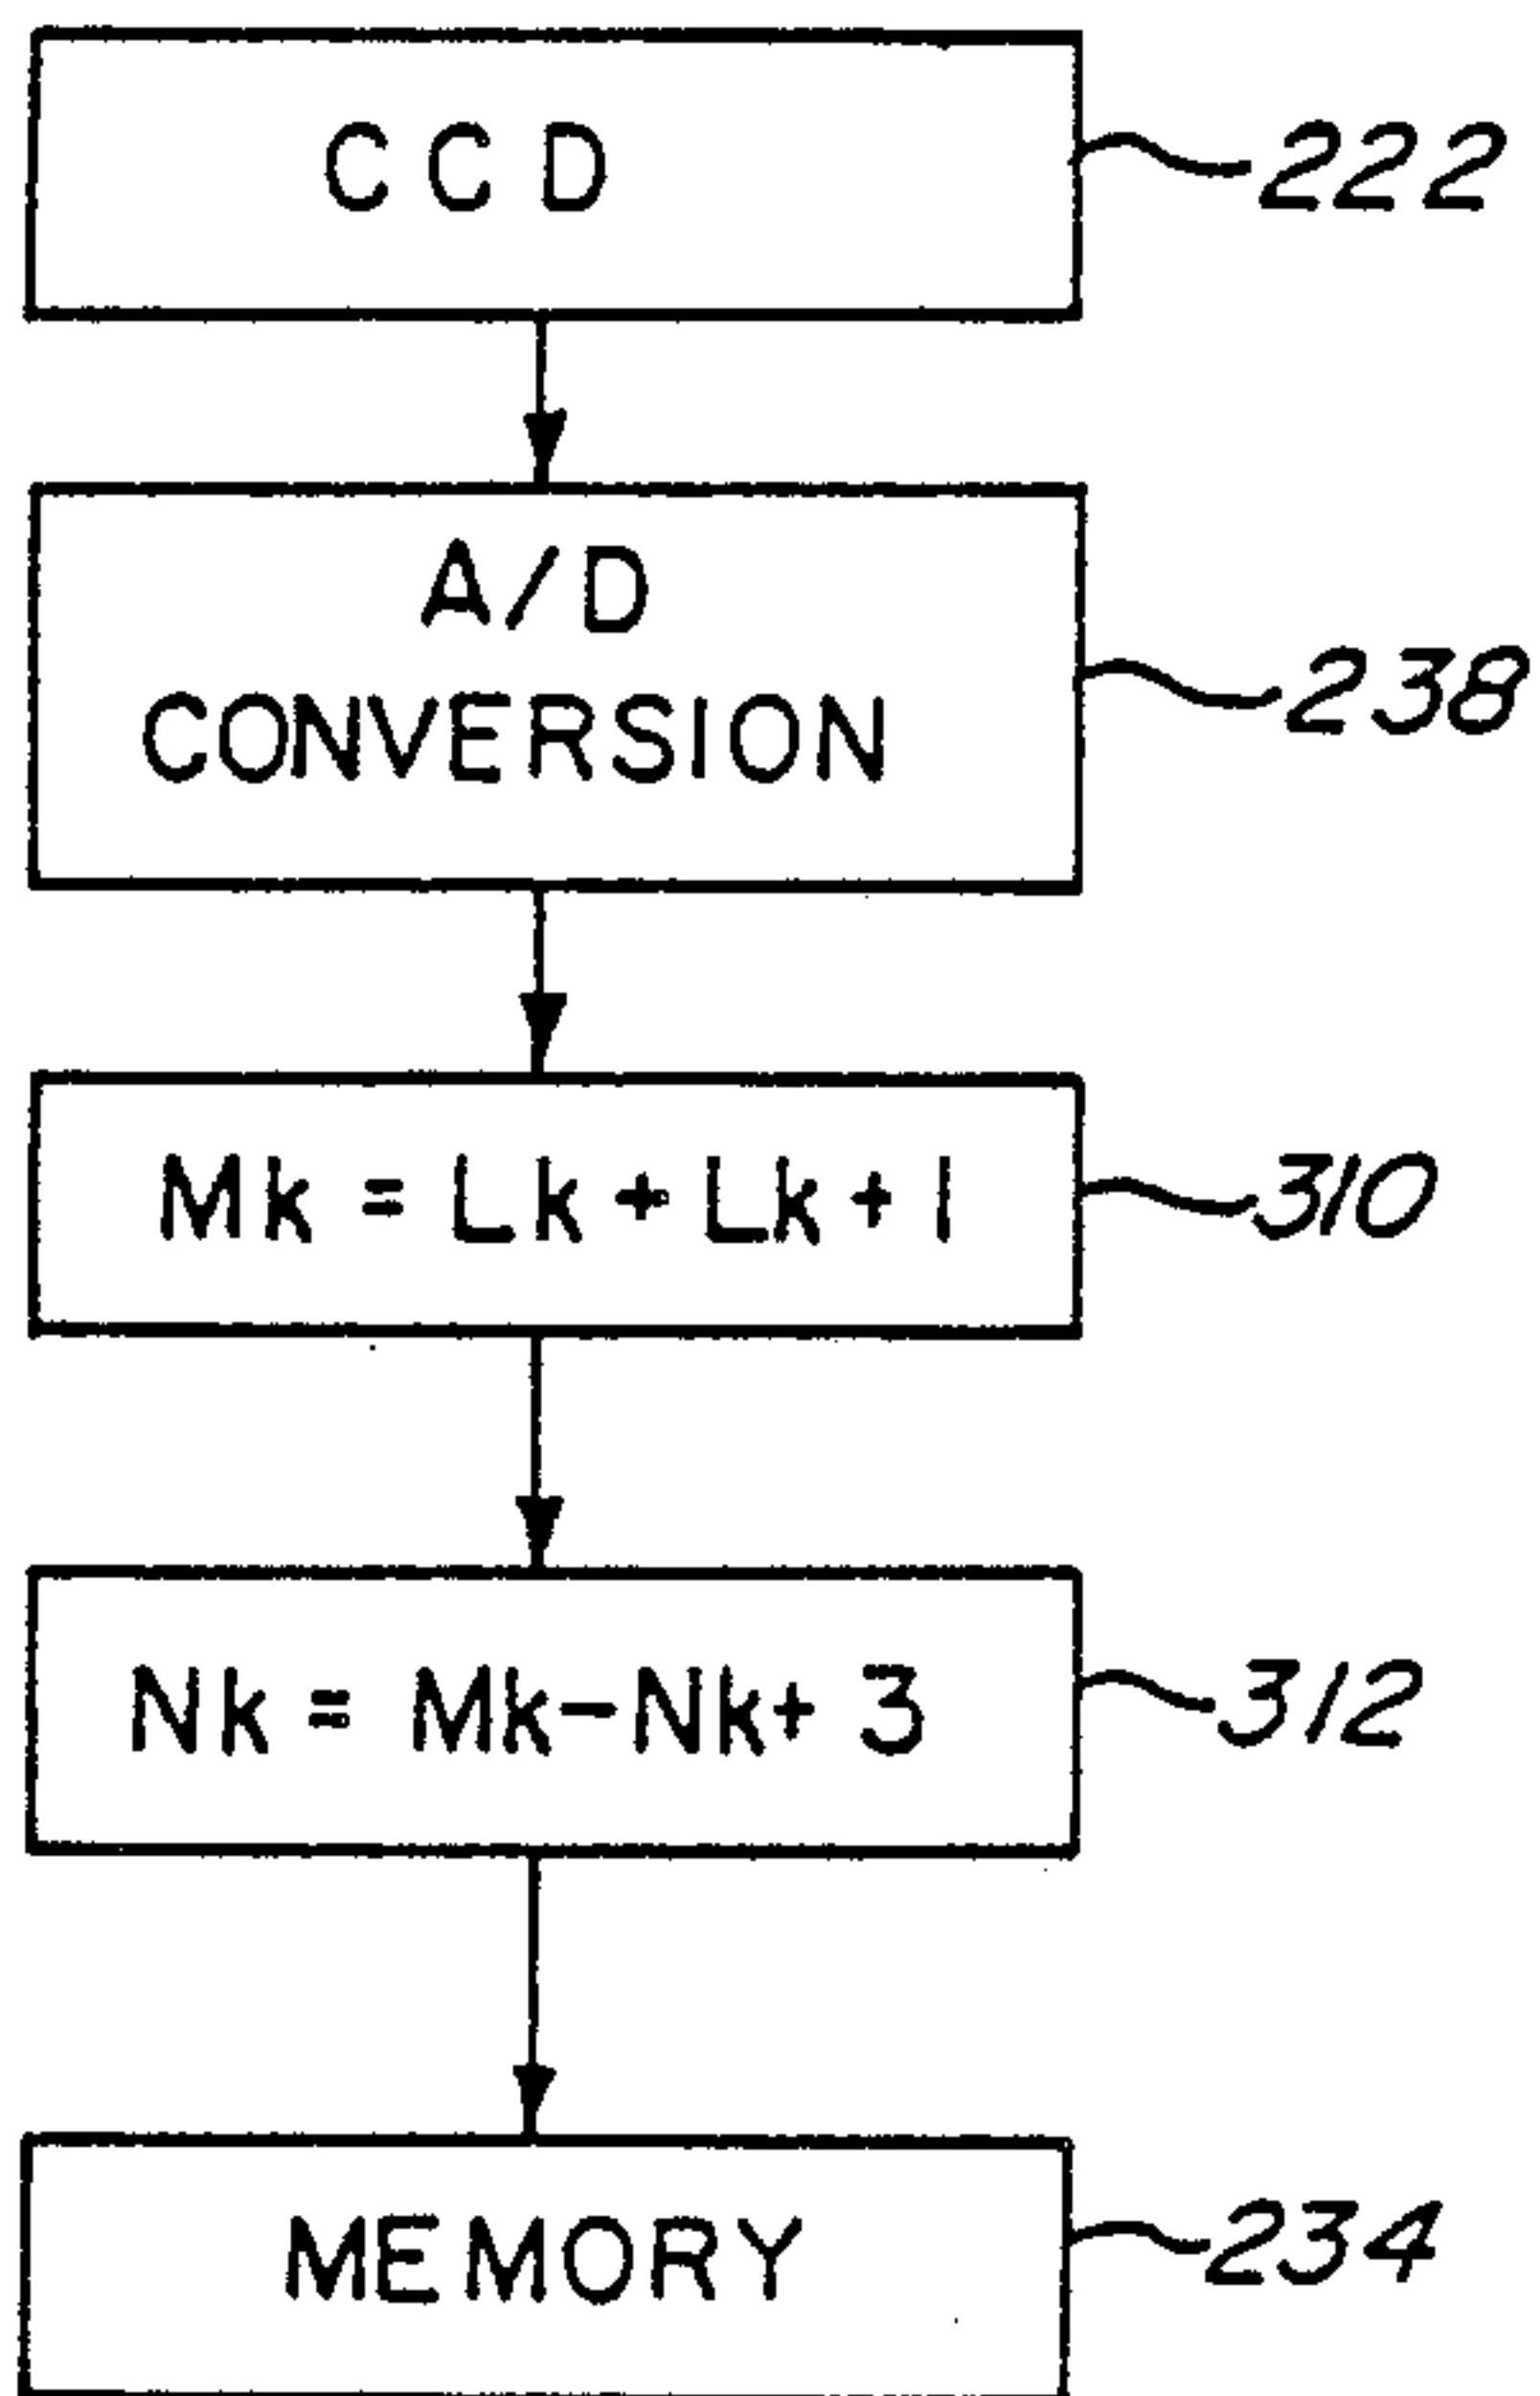 CCD
222
A/D
CONVERSION
238
Mk = Lk + Lk + 1
310
Nk = Mk - Nk + 3
312
MEMORY
234